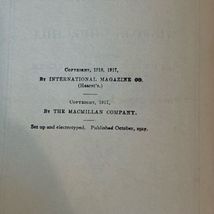 Copyright, 1916, 1917,
By INTERNATIONAL MAGAZINE CO.
(Hearst's.)
Copyright, 1917,
By THE MACMILLAN COMPANY.
Set up and electrotyped. Published October, 1917.